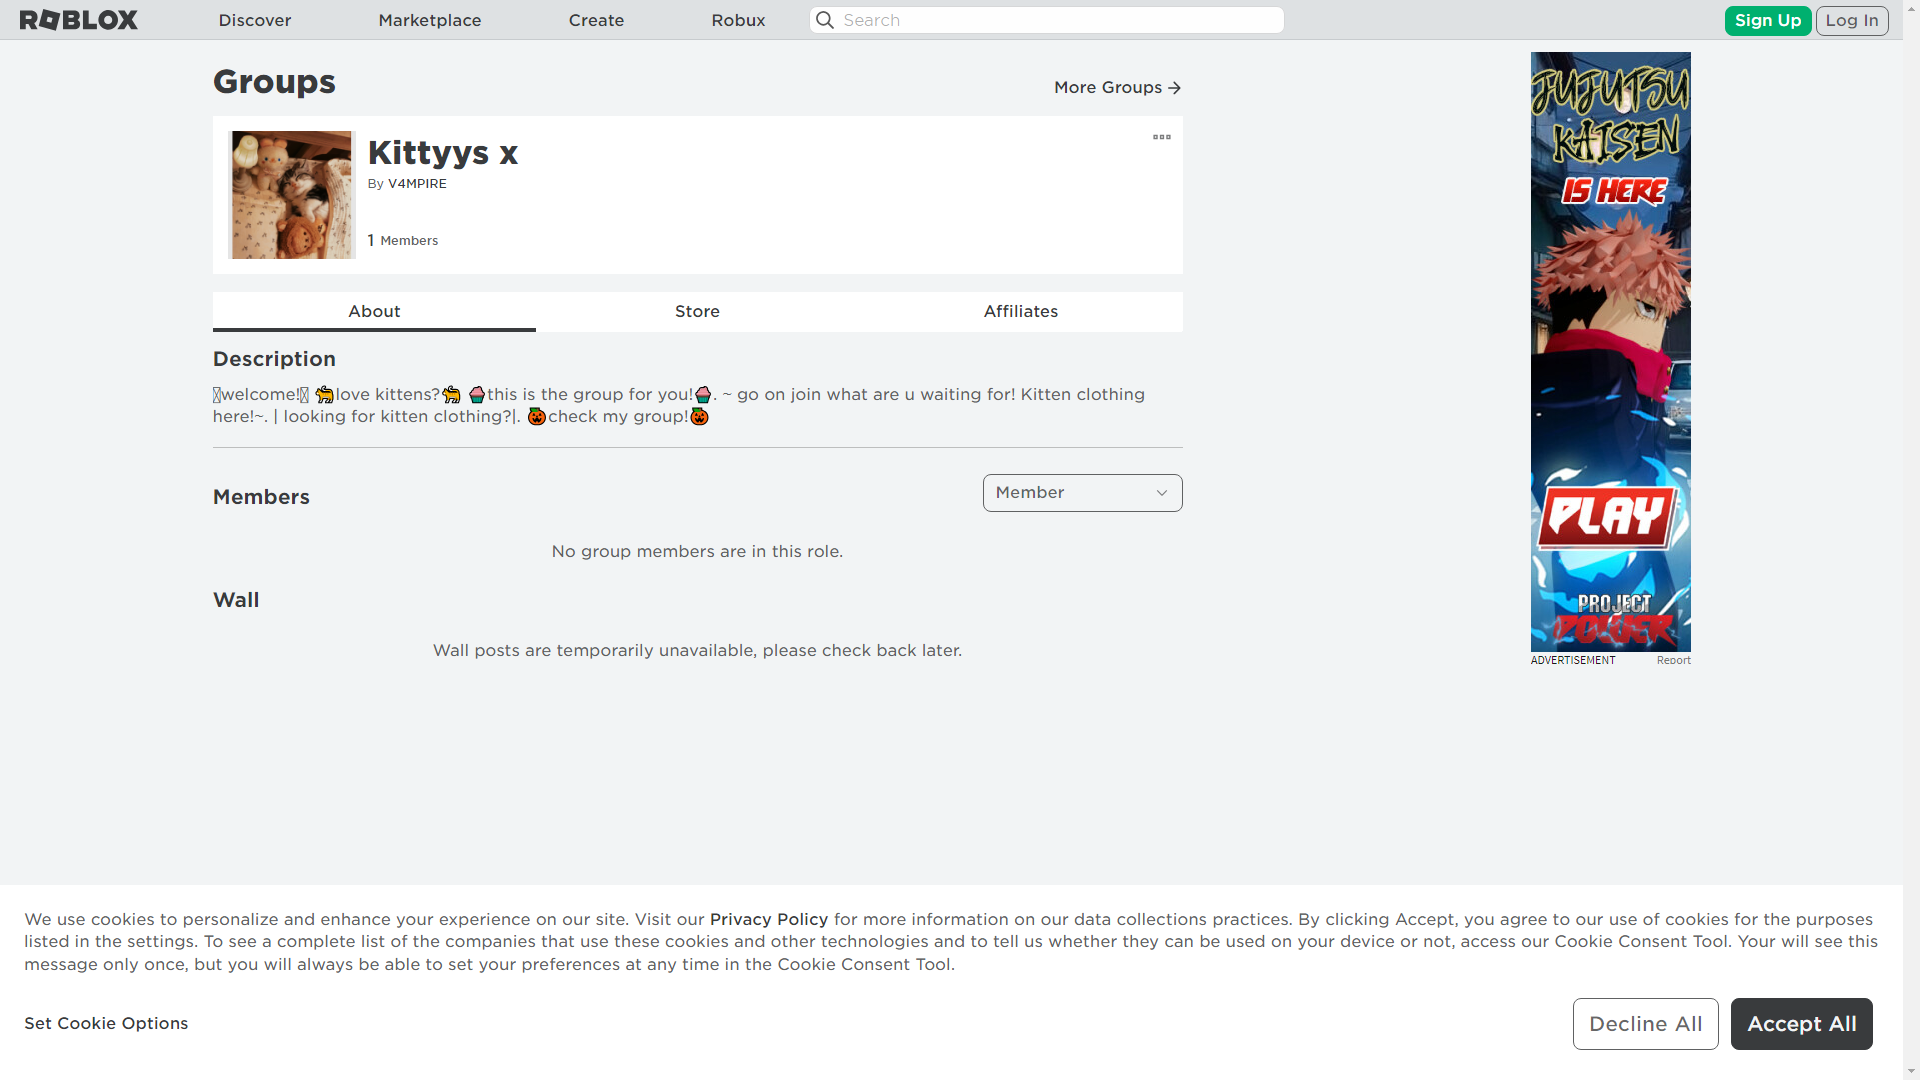 ROBLOX
Discover
Marketplace
Create
Robux
Search
Sign Up
Log In
Groups
More Groups
Kittyys x
By V4MPIRE
1 Members
About
Store
Affiliates
Description
welcome! 🐈love kittens?🐈 🧁this is the group for you!🧁. ~ go on join what are u waiting for! Kitten clothing
here!~. | looking for kitten clothing?|. 🎃check my group!🎃
Members
Member
No group members are in this role.
Wall
Wall posts are temporarily unavailable, please check back later.
JUJUTSU
KAISEN
IS HERE
PLAY
PROJECT
POWER
ADVERTISEMENT
Report
We use cookies to personalize and enhance your experience on our site. Visit our Privacy Policy for more information on our data collections practices. By clicking Accept, you agree to our use of cookies for the purposes
listed in the settings. To see a complete list of the companies that use these cookies and other technologies and to tell us whether they can be used on your device or not, access our Cookie Consent Tool. Your will see this
message only once, but you will always be able to set your preferences at any time in the Cookie Consent Tool.
Set Cookie Options
Decline All
Accept All